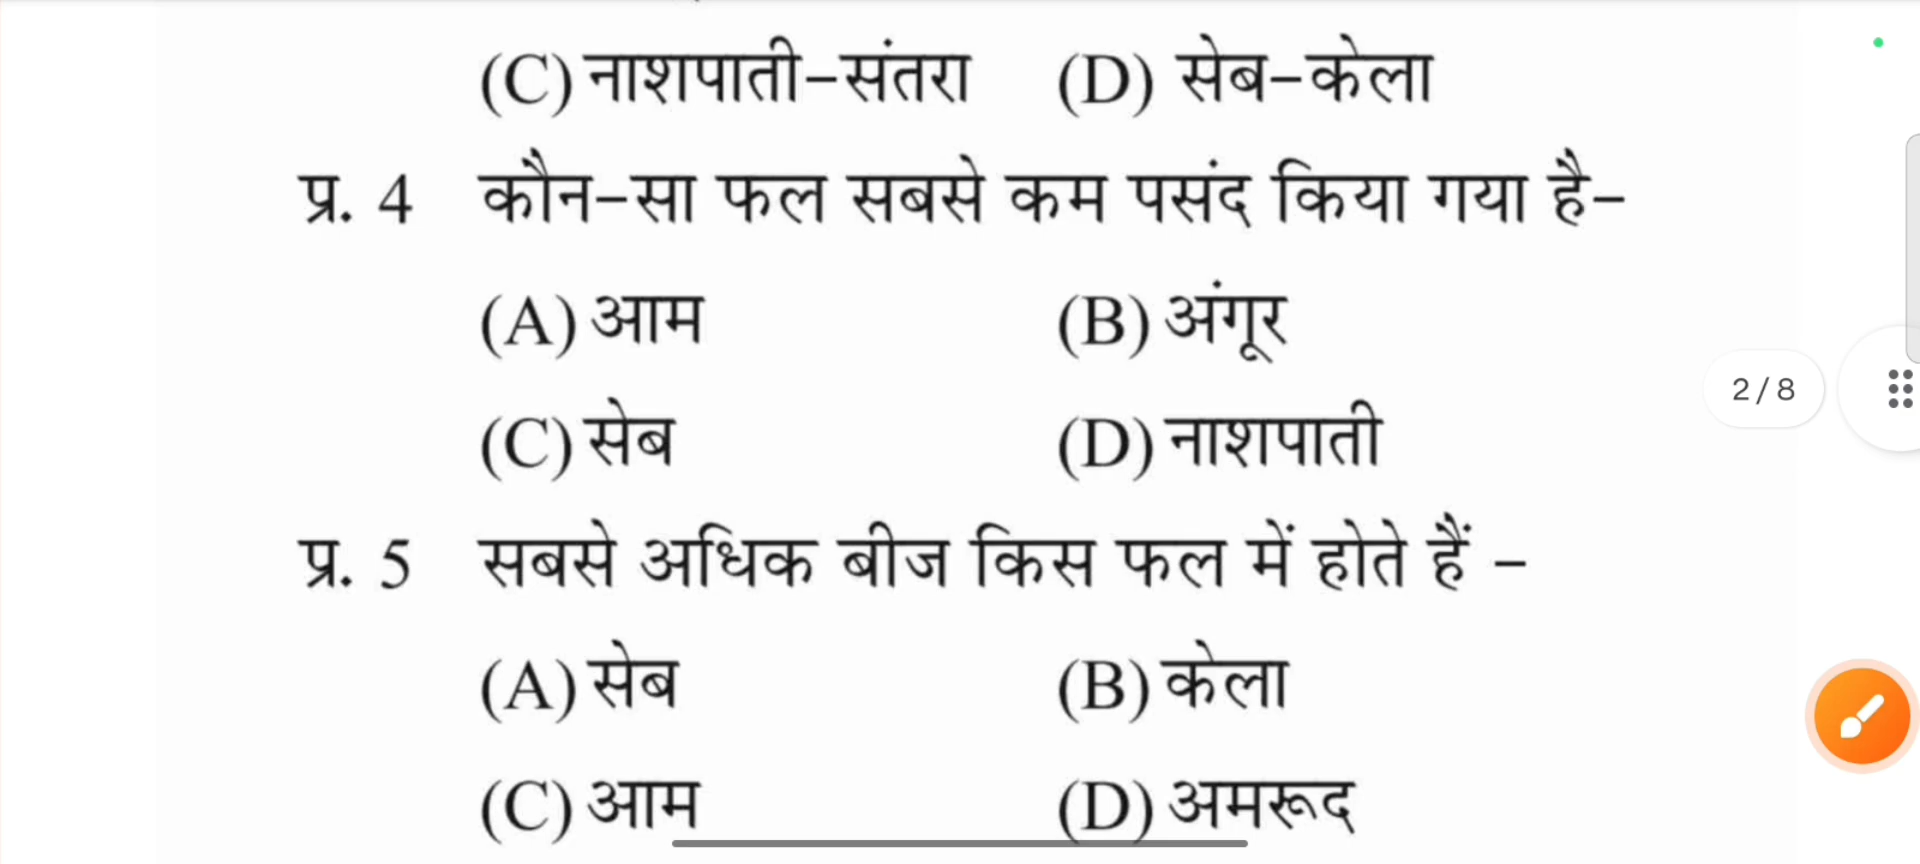 (C) नाशपाती-संतरा (D) सेब-केला
प्र. 4 कौन-सा फल सबसे कम पसंद किया गया है-
(A) आम (B) अंगूर
(C) सेब (D) नाशपाती
2/8
प्र. 5 सबसे अधिक बीज किस फल में होते हैं -
(A) सेब (B) केला
(C) आम (D) अमरूद